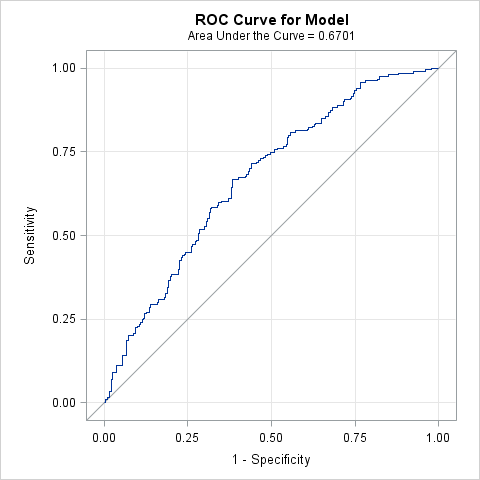 ROC Curve for Model
Area Under the Curve = 0.6701
1.00
0.75
0.50
0.25
0.00
Sensitivity
0.00 0.25 0.50 0.75 1.00
1 - Specificity